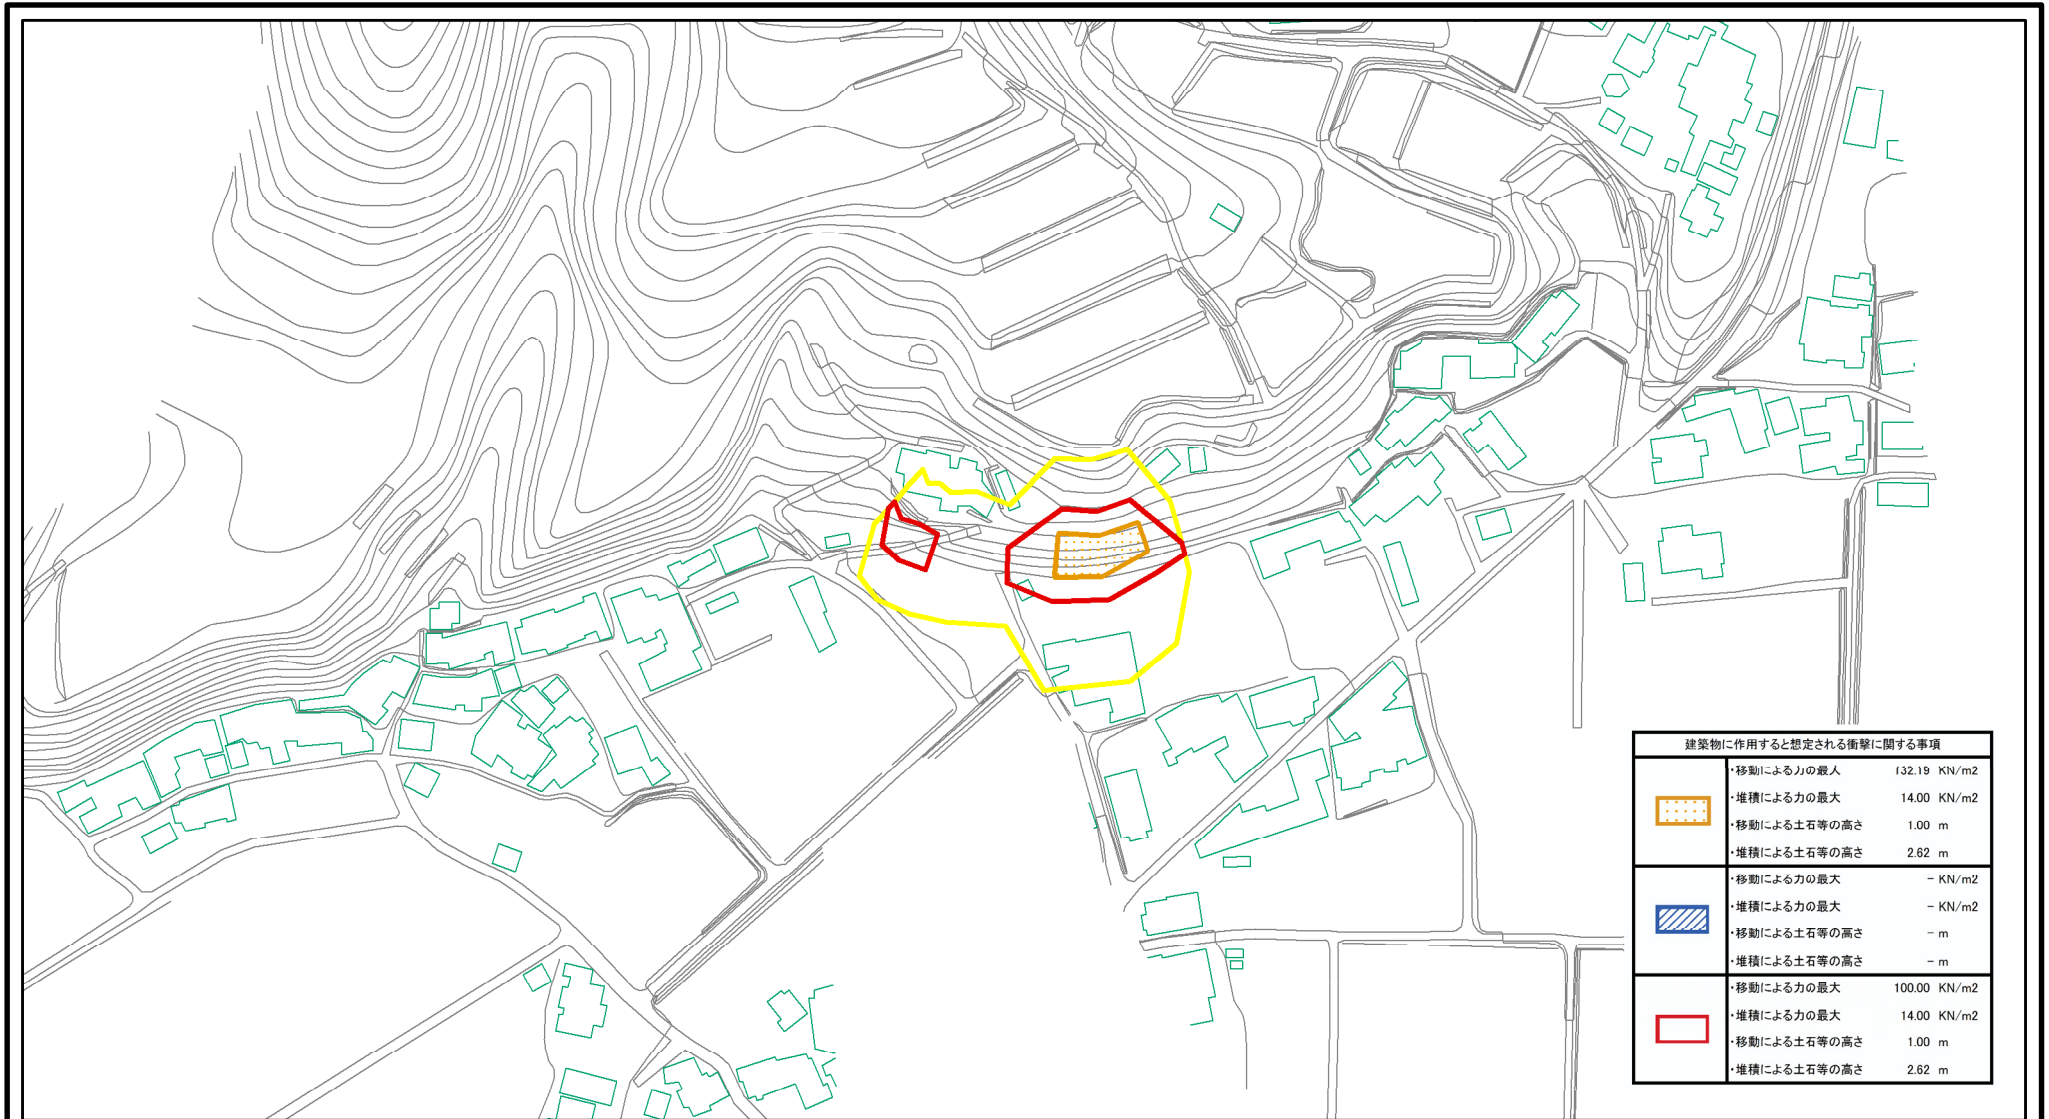 建築物に作用すると想定される衝撃に関する事項
・移動による力の最大 132.19 KN/m2
・堆積による力の最大 14.00 KN/m2
・移動による土石等の高さ 1.00 m
・堆積による土石等の高さ 2.62 m
・移動による力の最大 − KN/m2
・堆積による力の最大 − KN/m2
・移動による土石等の高さ − m
・堆積による土石等の高さ − m
・移動による力の最大 100.00 KN/m2
・堆積による力の最大 14.00 KN/m2
・移動による土石等の高さ 1.00 m
・堆積による土石等の高さ 2.62 m